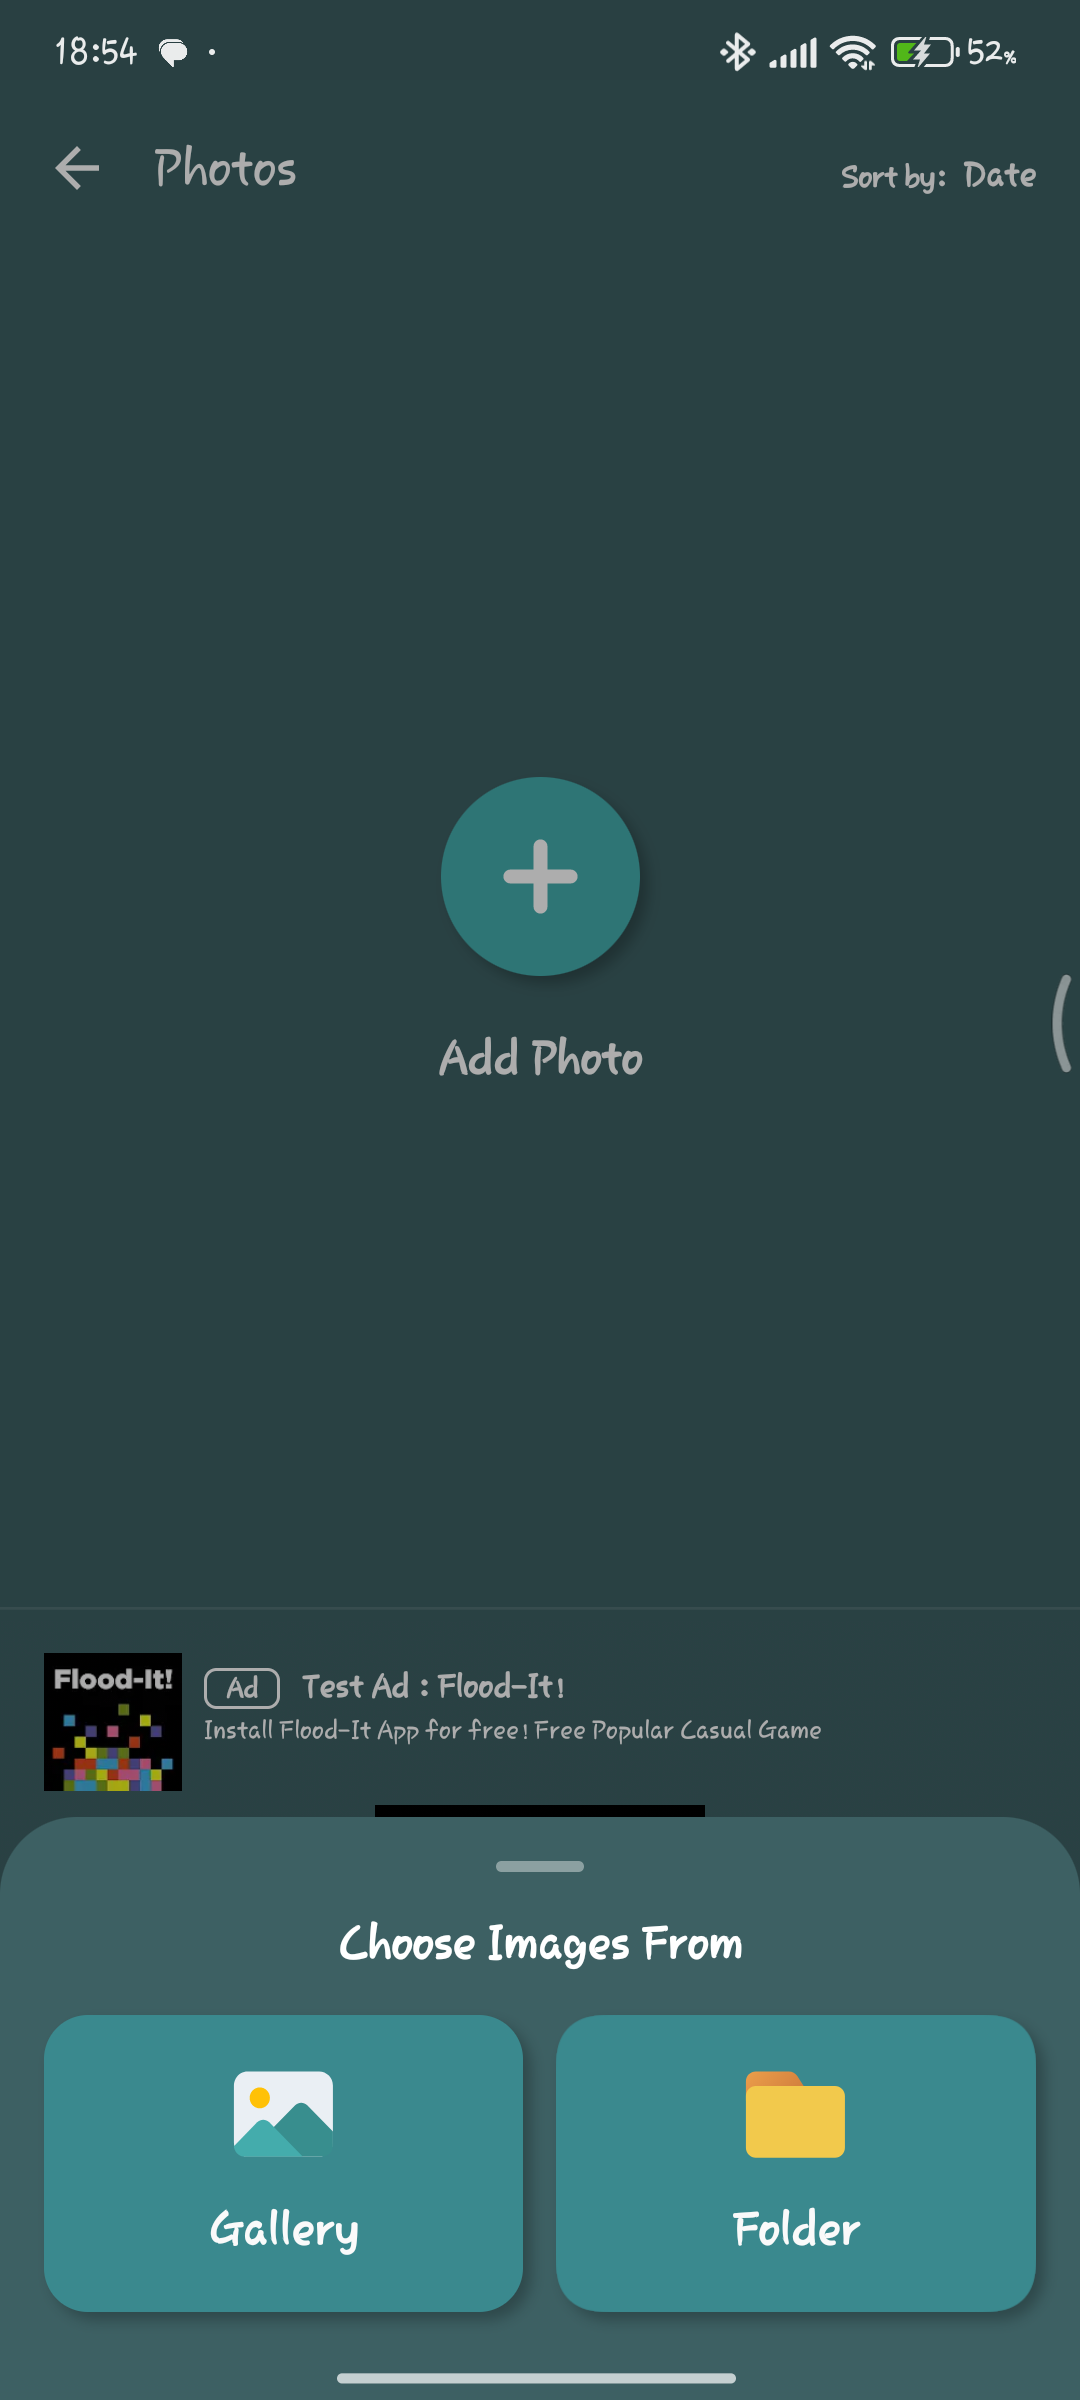 18:54
52%
Photos
Sort by: Date
Add Photo
Flood-It!
Ad Test Ad : Flood-It!
Install Flood-It App for free! Free Popular Casual Game
Choose Images From
Gallery
Folder